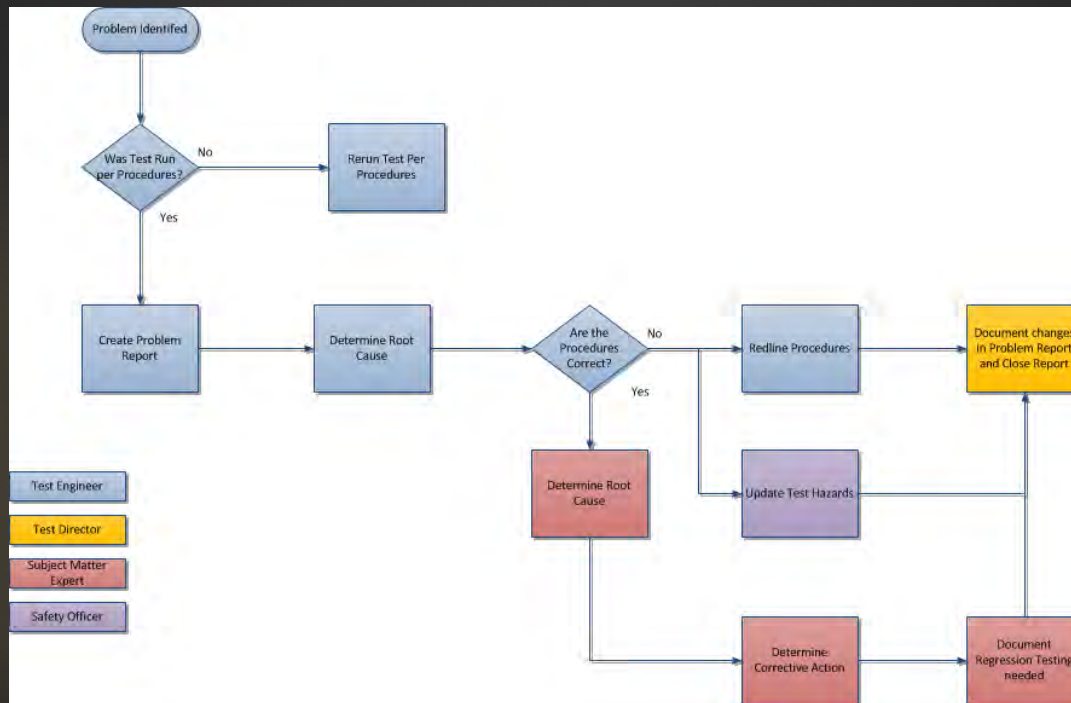 Problem Identifed
Was Test Run
per Procedures?
No
Rerun Test Per
Procedures
Yes
Create Problem
Report
Determine Root
Cause
Are the
Procedures
Correct?
No
Redline Procedures
Document changes
in Problem Report
and Close Report
Yes
Determine Root
Cause
Update Test Hazards
Test Engineer
Test Director
Subject Matter
Expert
Safety Officer
Determine
Corrective Action
Document
Regression Testing
needed